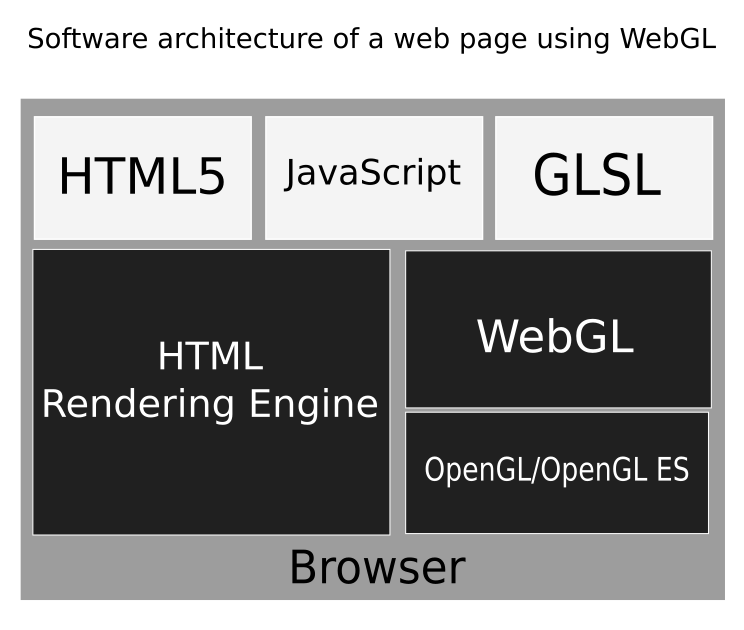 Software architecture of a web page using WebGL
HTML5
JavaScript
GLSL
HTML
Rendering Engine
WebGL
OpenGL/OpenGL ES
Browser